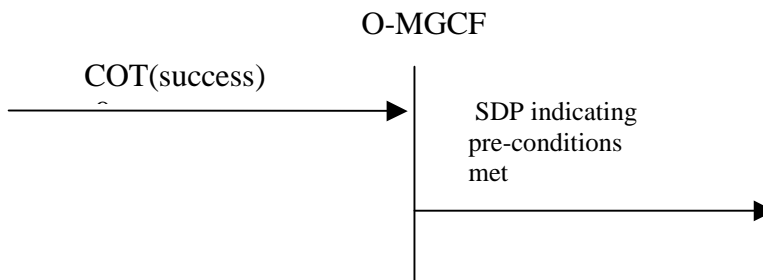 O-MGCF
COT(success)
SDP indicating
pre-conditions
met